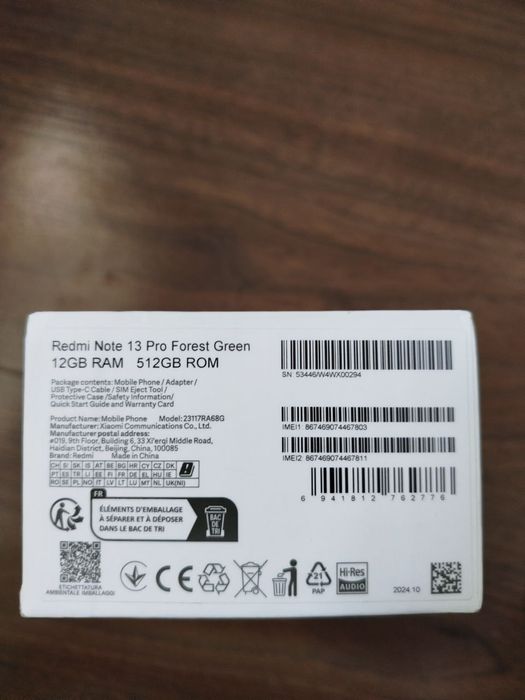 Redmi Note 13 Pro Forest Green
12GB RAM 512GB ROM
Package contents: Mobile Phone / Adapter /
USB Type-C Cable / SIM Eject Tool /
Protective Case /Safety Information/
Quick Start Guide and Warranty Card
Product Name: Mobile Phone Model:23117RA68G
Manufacturer: Xiaomi Communications Co., Ltd.
Manufacturer postal address:
#019, 9th Floor, Building 6, 33 Xi'erqi Middle Road,
Haidian District, Beijing, China, 100085
Brand: Redmi Made in China
CH SI SK IS AT BE BG HR CY CZ DK
PT ES TR LI EE FI FR DE EL HU IE
RO SE PL NO IT LV LT LU MT NL UK(NI)
SN: 53446/W4WX00294
IMEI1 867469074467803
IMEI2 867469074467811
6 941812 762776
FR
ÉLÉMENTS D'EMBALLAGE
À SÉPARER ET À DÉPOSER
DANS LE BAC DE TRI
BAC
DE
TRI
ETICHETTATURA
AMBIENTALE IMBALLAGGI
CE
21
PAP
Hi-Res
AUDIO
2024.10